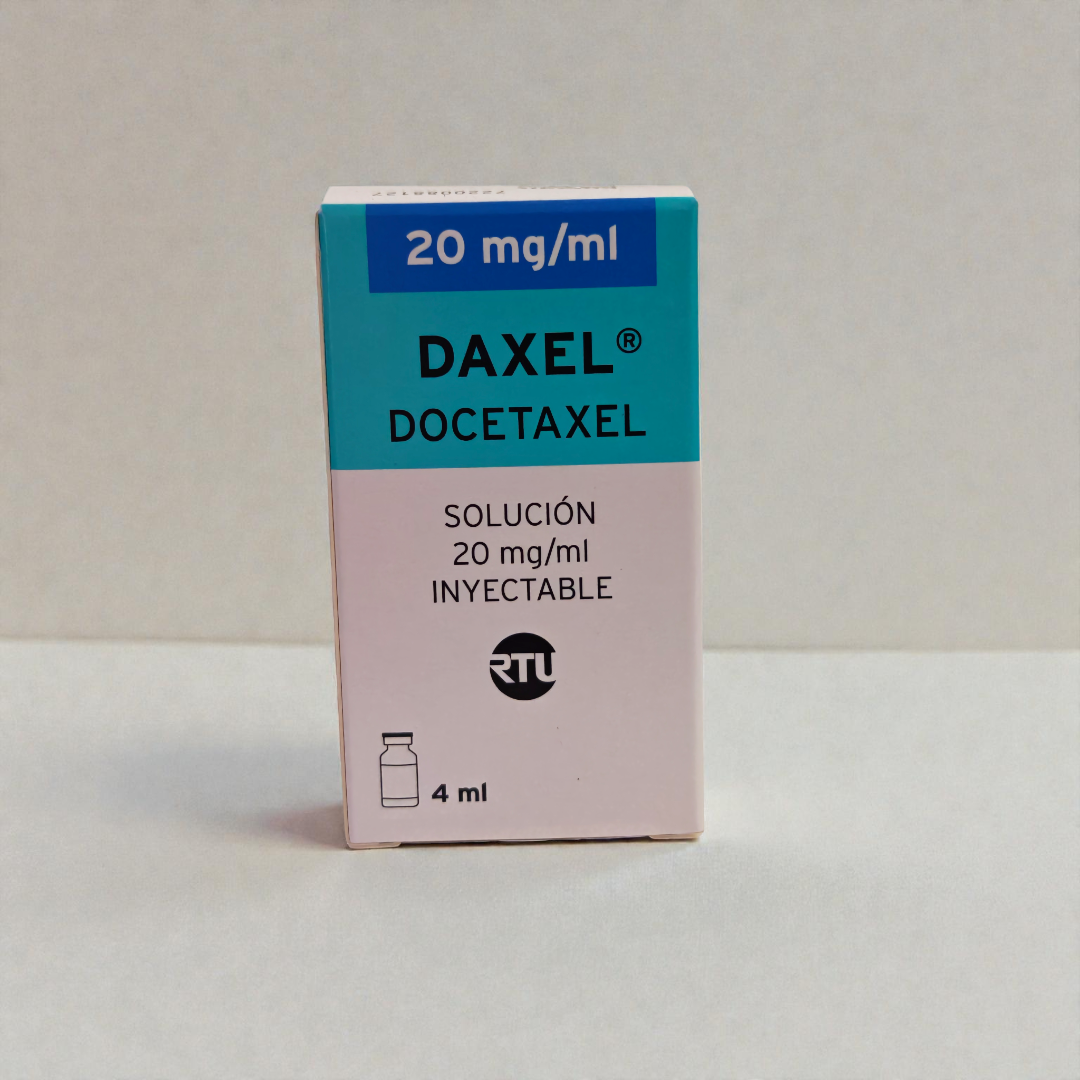 20 mg/ml
DAXEL®
DOCETAXEL
SOLUCIÓN
20 mg/ml
INYECTABLE
RTU
4 ml